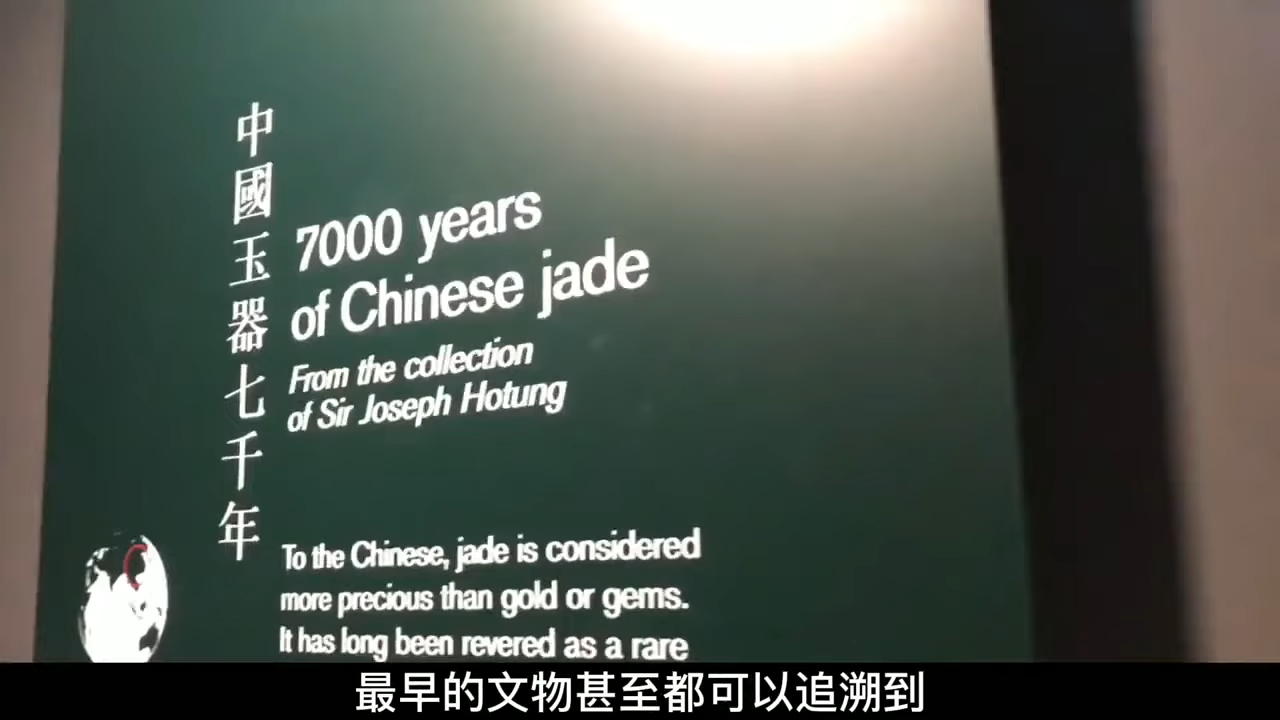 中國玉器七千年
7000 years
of Chinese jade
From the collection
of Sir Joseph Hotung
To the Chinese, jade is considered
more precious than gold or gems.
It has long been revered as a rare
最早的文物甚至都可以追溯到